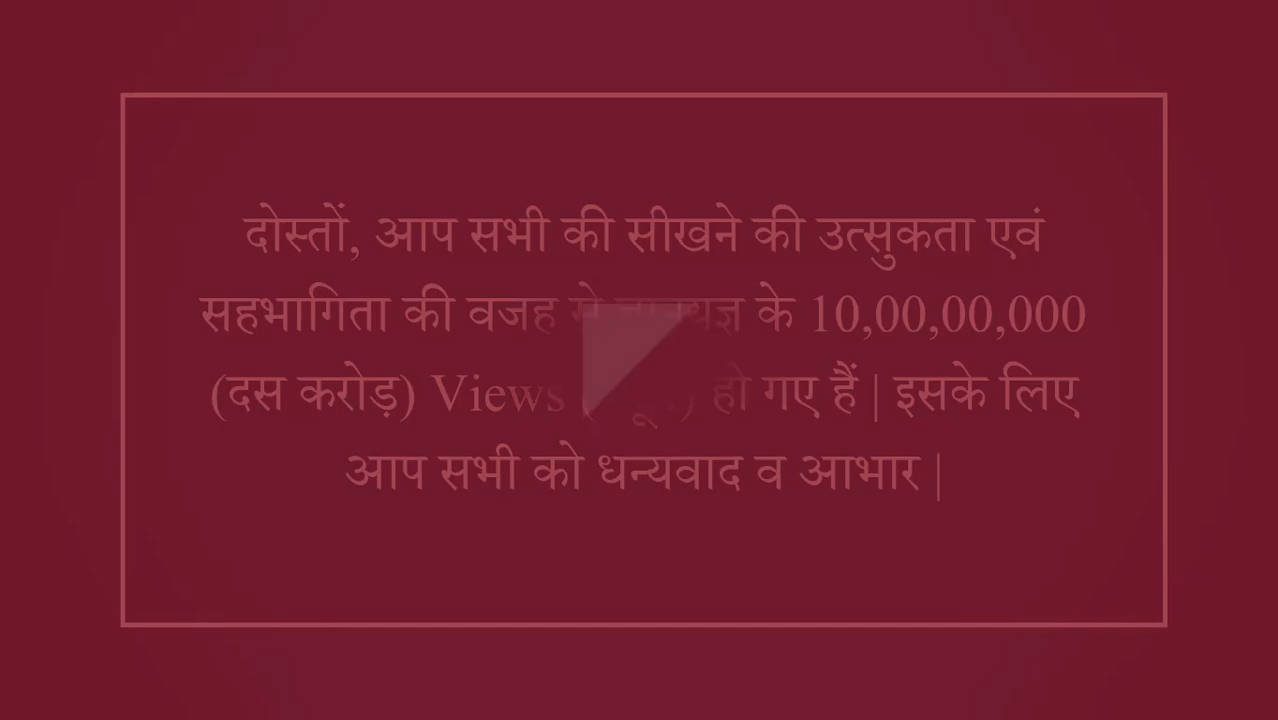 दोस्तों, आप सभी की सीखने की उत्सुकता एवं
सहभागिता की वजह से के 10,00,00,000
(दस करोड़) Views हो गए हैं | इसके लिए
आप सभी को धन्यवाद व आभार |